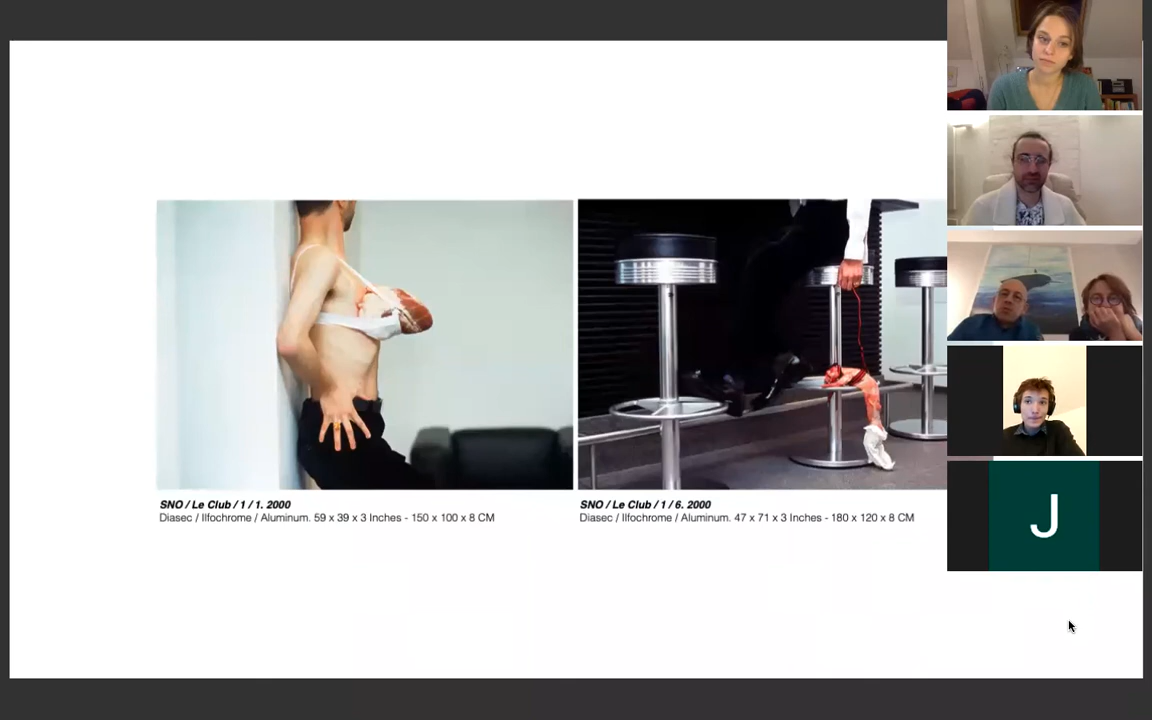 SNO / Le Club / 1 / 1. 2000
Diasec / Ilfochrome / Aluminum. 59 x 39 x 3 Inches - 150 x 100 x 8 CM
SNO / Le Club / 1 / 6. 2000
Diasec / Ilfochrome / Aluminum. 47 x 71 x 3 Inches - 180 x 120 x 8 CM
J